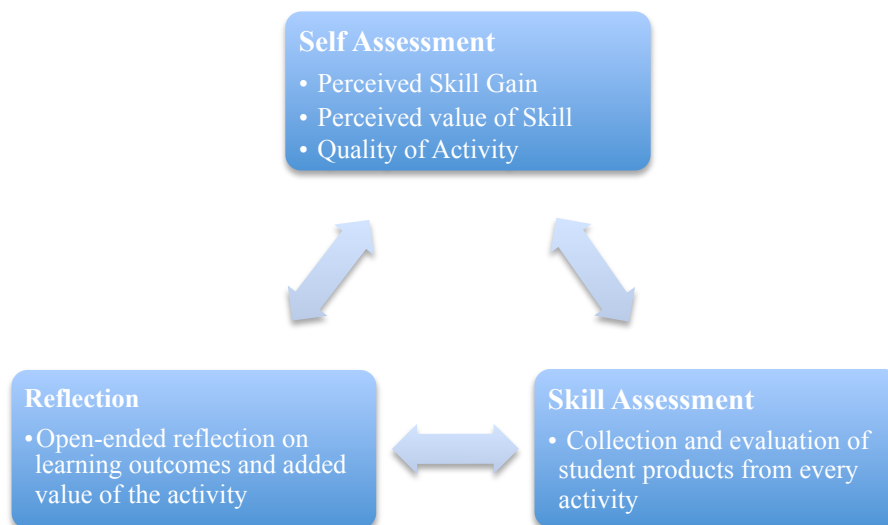 Self Assessment
• Perceived Skill Gain
• Perceived value of Skill
• Quality of Activity
Reflection
•Open-ended reflection on
learning outcomes and added
value of the activity
Skill Assessment
• Collection and evaluation of
student products from every
activity